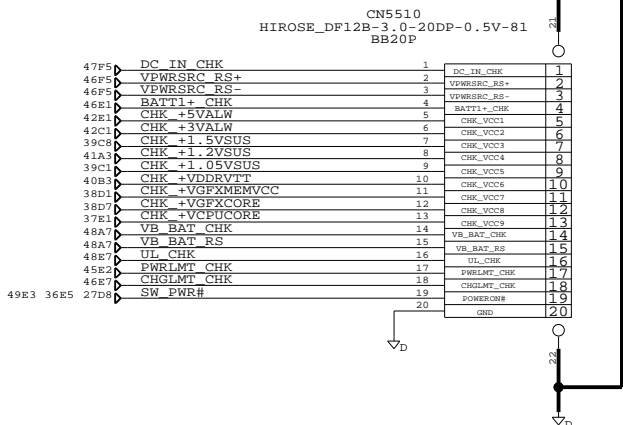 CN5510
HIROSE_DF12B-3.0-20DP-0.5V-81
BB20P
21
47F5 DC_IN_CHK 1 DC_IN_CHK 1
46F5 VPWRSRC_RS+ 2 VPWRSRC_RS+ 2
46F5 VPWRSRC_RS- 3 VPWRSRC_RS- 3
46E1 BATT1+_CHK 4 BATT1+_CHK 4
42E1 CHK_+5VALW 5 CHK_VCC1 5
42C1 CHK_+3VALW 6 CHK_VCC2 6
39C8 CHK_+1.5VSUS 7 CHK_VCC3 7
41A3 CHK_+1.2VSUS 8 CHK_VCC4 8
39C1 CHK_+1.05VSUS 9 CHK_VCC5 9
40B3 CHK_+VDDRVTT 10 CHK_VCC6 10
38D1 CHK_+VGFXMEMVCC 11 CHK_VCC7 11
38D7 CHK_+VGFXCORE 12 CHK_VCC8 12
37E1 CHK_+VCPUCORE 13 CHK_VCC9 13
48A7 VB_BAT_CHK 14 VB_BAT_CHK 14
48A7 VB_BAT_RS 15 VB_BAT_RS 15
48E7 UL_CHK 16 UL_CHK 16
45E2 PWRLMT_CHK 17 PWRLMT_CHK 17
46E7 CHGLMT_CHK 18 CHGLMT_CHK 18
49E3 36E5 27D8 SW_PWR# 19 POWERON# 19
20 GND 20
D
22
D